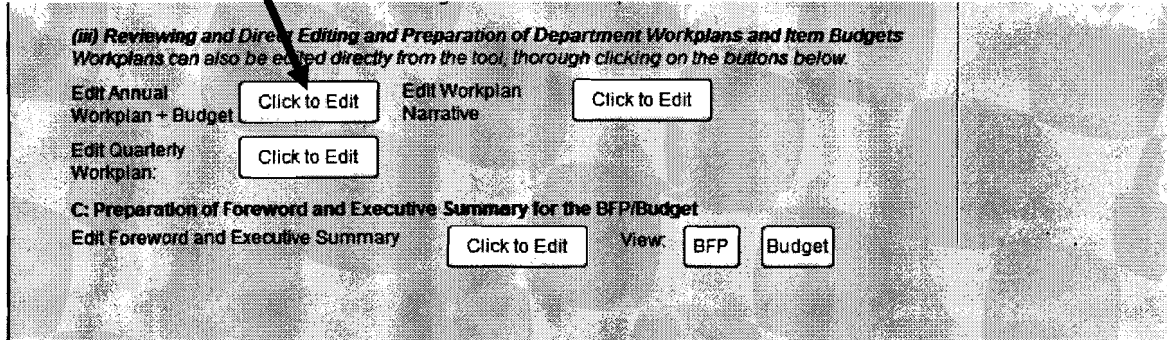 (iii) Reviewing and Direct Editing and Preparation of Department Workplans and Item Budgets
Workplans can also be edited directly from the tool, thorough clicking on the buttons below.
Edit Annual
Workplan + Budget
Click to Edit
Edit Workplan
Narrative
Click to Edit
Edit Quarterly
Workplan:
Click to Edit
C: Preparation of Foreword and Executive Summary for the BFP/Budget
Edit Foreword and Executive Summary
Click to Edit
View:
BFP
Budget